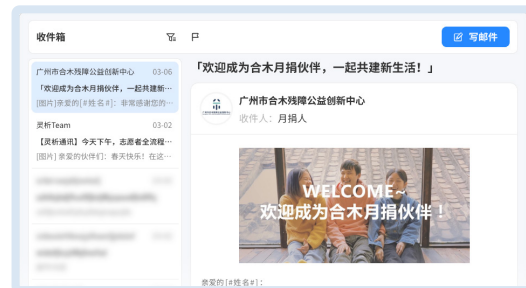 收件箱
写邮件
广州市合木残障公益创新中心 03-06
「欢迎成为合木月捐伙伴，一起共建新···
[图片]亲爱的[#姓名#]：非常感谢您的···
灵析Team 03-02
【灵析通讯】今天下午，志愿者全流程···
[图片] 亲爱的伙伴们：春天快乐！在这···
「欢迎成为合木月捐伙伴，一起共建新生活！」
广州市合木残障公益创新中心
收件人：月捐人
WELCOME~
欢迎成为合木月捐伙伴！
亲爱的[#姓名#]：